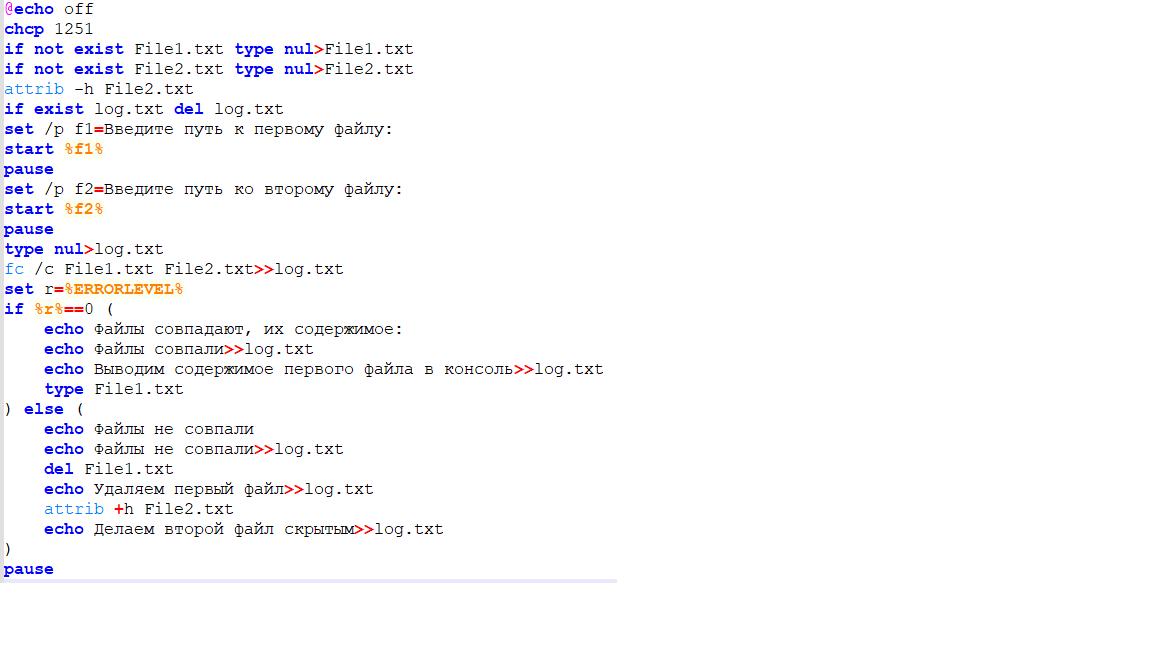 @echo off
chcp 1251
if not exist File1.txt type nul>File1.txt
if not exist File2.txt type nul>File2.txt
attrib -h File2.txt
if exist log.txt del log.txt
set /p f1=Введите путь к первому файлу:
start %f1%
pause
set /p f2=Введите путь ко второму файлу:
start %f2%
pause
type nul>log.txt
fc /c File1.txt File2.txt>>log.txt
set r=%ERRORLEVEL%
if %r%==0 (
    echo Файлы совпадают, их содержимое:
    echo Файлы совпали>>log.txt
    echo Выводим содержимое первого файла в консоль>>log.txt
    type File1.txt
) else (
    echo Файлы не совпали
    echo Файлы не совпали>>log.txt
    del File1.txt
    echo Удаляем первый файл>>log.txt
    attrib +h File2.txt
    echo Делаем второй файл скрытым>>log.txt
)
pause